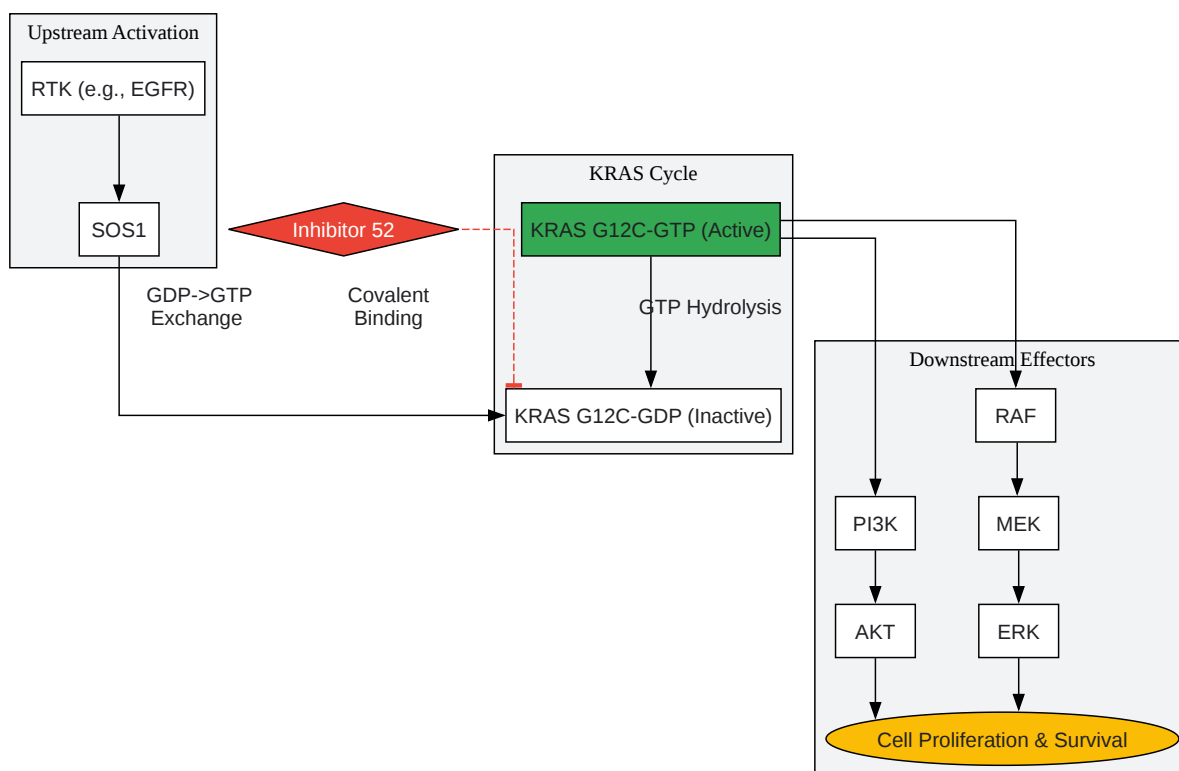 Upstream Activation
RTK (e.g., EGFR)
SOS1
GDP->GTP
Exchange
Inhibitor 52
Covalent
Binding
KRAS Cycle
KRAS G12C-GTP (Active)
GTP Hydrolysis
KRAS G12C-GDP (Inactive)
Downstream Effectors
RAF
PI3K
MEK
AKT
ERK
Cell Proliferation & Survival